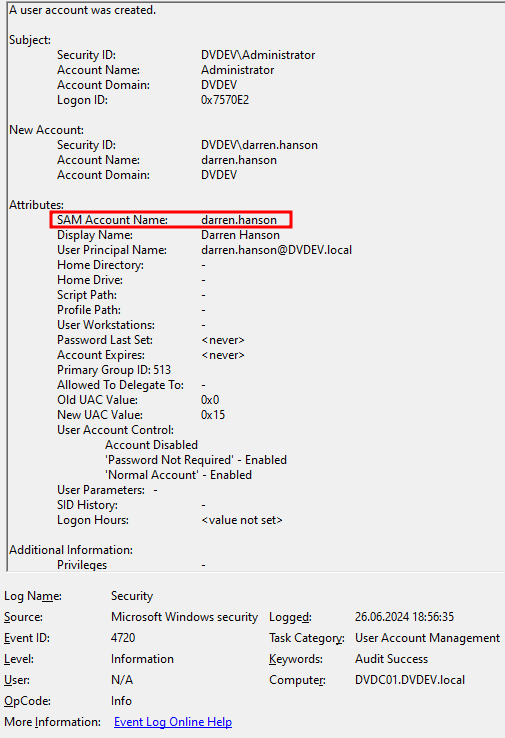 A user account was created.
Subject:
Security ID: DVDEV\Administrator
Account Name: Administrator
Account Domain: DVDEV
Logon ID: 0x7570E2
New Account:
Security ID: DVDEV\darren.hanson
Account Name: darren.hanson
Account Domain: DVDEV
Attributes:
SAM Account Name: darren.hanson
Display Name: Darren Hanson
User Principal Name: darren.hanson@DVDEV.local
Home Directory: -
Home Drive: -
Script Path: -
Profile Path: -
User Workstations: -
Password Last Set: <never>
Account Expires: <never>
Primary Group ID: 513
Allowed To Delegate To: -
Old UAC Value: 0x0
New UAC Value: 0x15
User Account Control:
Account Disabled
'Password Not Required' - Enabled
'Normal Account' - Enabled
User Parameters: -
SID History: -
Logon Hours: <value not set>
Additional Information:
Privileges -
Log Name: Security
Source: Microsoft Windows security Logged: 26.06.2024 18:56:35
Event ID: 4720 Task Category: User Account Management
Level: Information Keywords: Audit Success
User: N/A Computer: DVDC01.DVDEV.local
OpCode: Info
More Information: Event Log Online Help